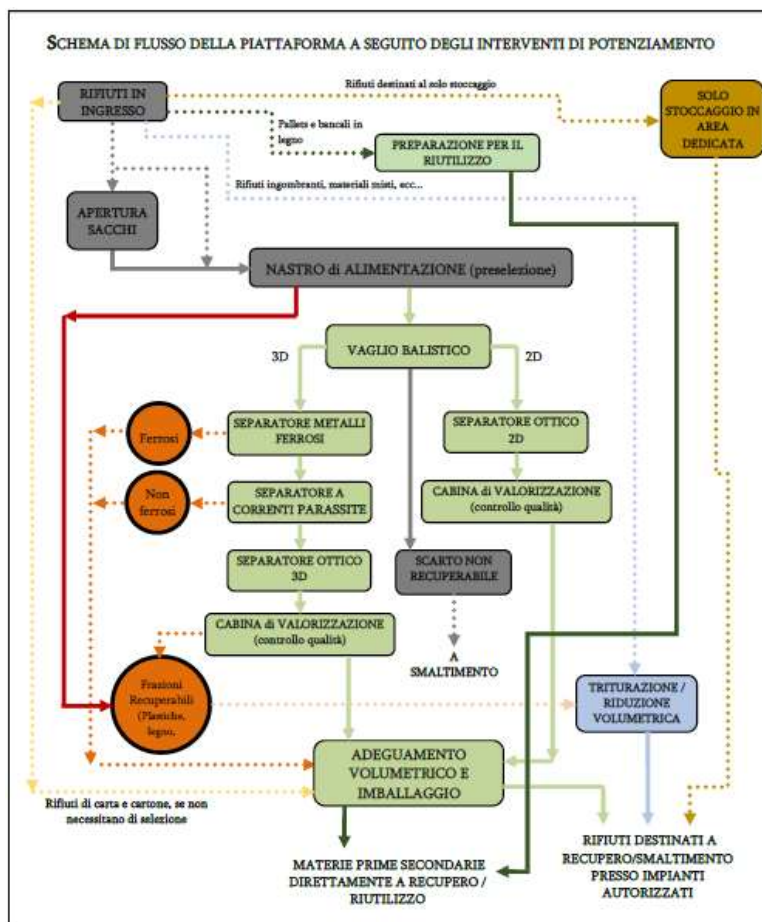 SCHEMA DI FLUSSO DELLA PIATTAFORMA A SEGUITO DEGLI INTERVENTI DI POTENZIAMENTO
RIFIUTI IN
INGRESSO
Rifiuti destinati al solo stoccaggio
SOLO
STOCCAGGIO IN
AREA
DEDICATA
Pallets e bancali in
legno
PREPARAZIONE PER IL
RIUTILIZZO
Rifiuti ingombranti, materiali misti, ecc...
APERTURA
SACCHI
NASTRO di ALIMENTAZIONE (preselezione)
VAGLIO BALISTICO
3D
2D
Ferrosi
SEPARATORE METALLI
FERROSI
SEPARATORE OTTICO
2D
Non
ferrosi
SEPARATORE A
CORRENTI PARASSITE
CABINA di VALORIZZAZIONE
(controllo qualità)
SEPARATORE OTTICO
3D
SCARTO NON
RECUPERABILE
CABINA di VALORIZZAZIONE
(controllo qualità)
A
SMALTIMENTO
Frazioni
Recuperabili
(Plastiche,
legno,
TRITURAZIONE /
RIDUZIONE
VOLUMETRICA
ADEGUAMENTO
VOLUMETRICO E
IMBALLAGGIO
Rifiuti di carta e cartone, se non
necessitano di selezione
MATERIE PRIME SECONDARIE
DIRETTAMENTE A RECUPERO /
RIUTILIZZO
RIFIUTI DESTINATI A
RECUPERO/SMALTIMENTO
PRESSO IMPIANTI
AUTORIZZATI